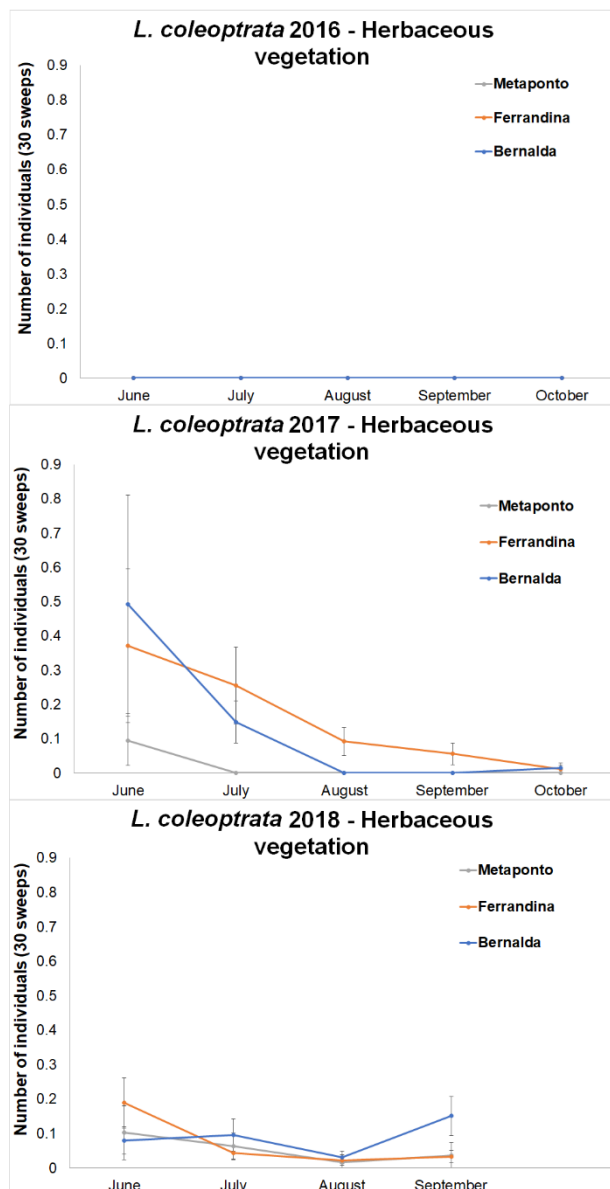 L. coleoptrata 2016 - Herbaceous
vegetation
Number of individuals (30 sweeps)
0.9
0.8
0.7
0.6
0.5
0.4
0.3
0.2
0.1
0
Metaponto
Ferrandina
Bernalda
June July August September October
L. coleoptrata 2017 - Herbaceous
vegetation
Number of individuals (30 sweeps)
0.9
0.8
0.7
0.6
0.5
0.4
0.3
0.2
0.1
0
Metaponto
Ferrandina
Bernalda
June July August September October
L. coleoptrata 2018 - Herbaceous
vegetation
Number of individuals (30 sweeps)
0.9
0.8
0.7
0.6
0.5
0.4
0.3
0.2
0.1
0
Metaponto
Ferrandina
Bernalda
June July August September